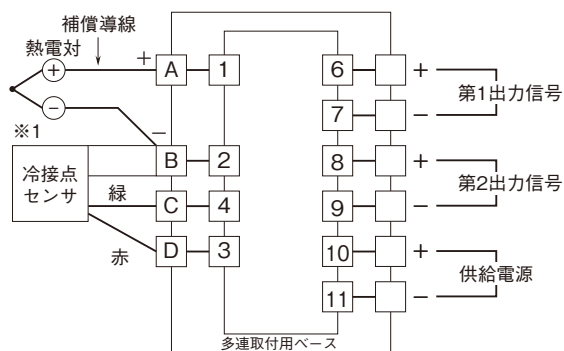 補償導線
熱電対
+
+
A
1
6
+
第1出力信号
7
−
−
※1
−
B
2
8
+
第2出力信号
冷接点
センサ
緑
C
4
9
−
赤
D
3
10
+
供給電源
11
−
多連取付用ベース